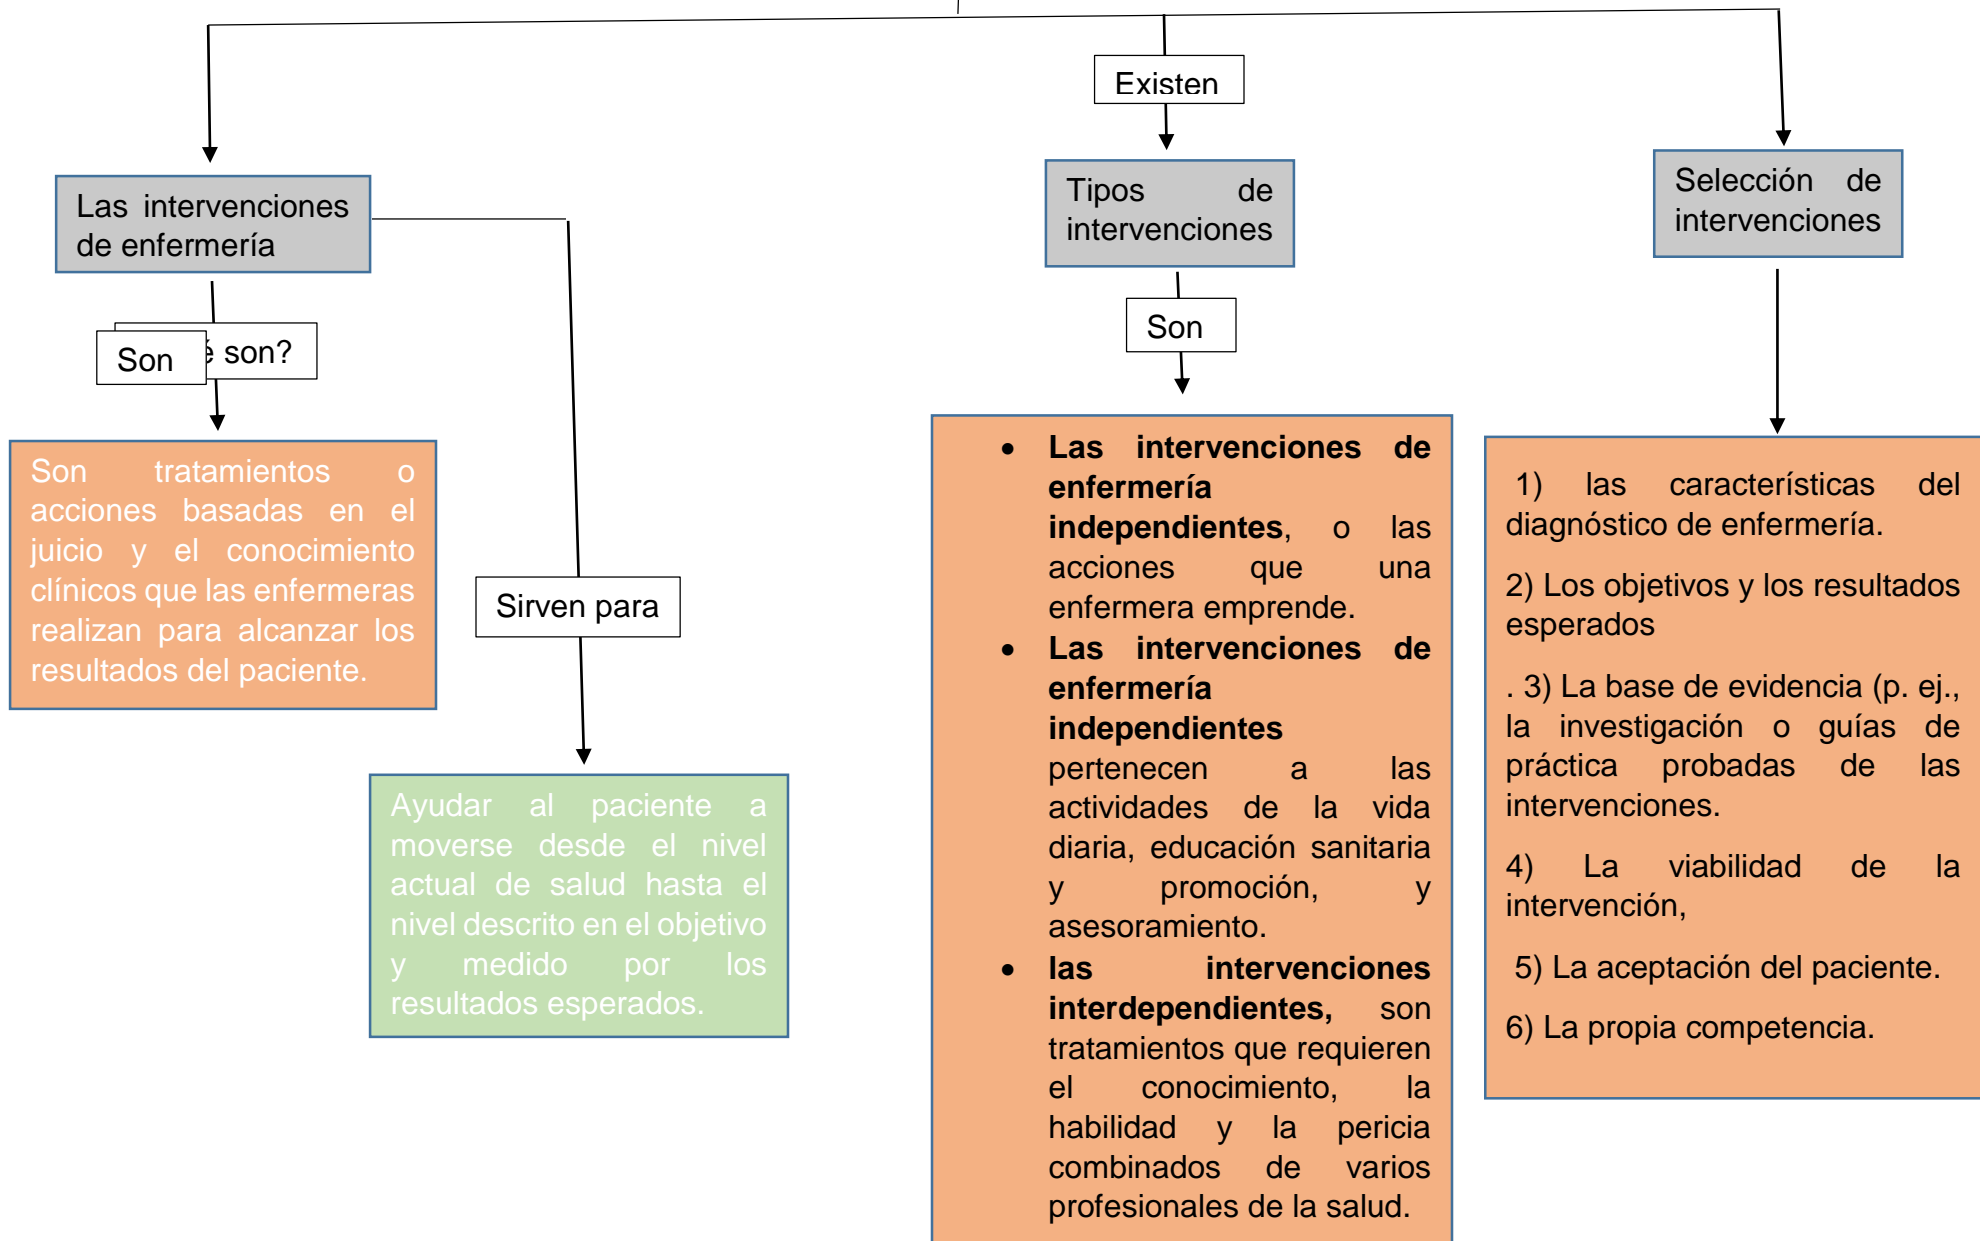 Existen
Las intervenciones
de enfermería
Tipos de
intervenciones
Selección de
intervenciones
Son
é son?
Son
Son tratamientos o
acciones basadas en el
juicio y el conocimiento
clínicos que las enfermeras
realizan para alcanzar los
resultados del paciente.
Sirven para
Ayudar al paciente a
moverse desde el nivel
actual de salud hasta el
nivel descrito en el objetivo
y medido por los
resultados esperados.
• Las intervenciones de
enfermería
independientes, o las
acciones que una
enfermera emprende.
• Las intervenciones de
enfermería
independientes
pertenecen a las
actividades de la vida
diaria, educación sanitaria
y promoción, y
asesoramiento.
• las intervenciones
interdependientes, son
tratamientos que requieren
el conocimiento, la
habilidad y la pericia
combinados de varios
profesionales de la salud.
1) las características del
diagnóstico de enfermería.
2) Los objetivos y los resultados
esperados
. 3) La base de evidencia (p. ej.,
la investigación o guías de
práctica probadas de las
intervenciones.
4) La viabilidad de la
intervención,
5) La aceptación del paciente.
6) La propia competencia.